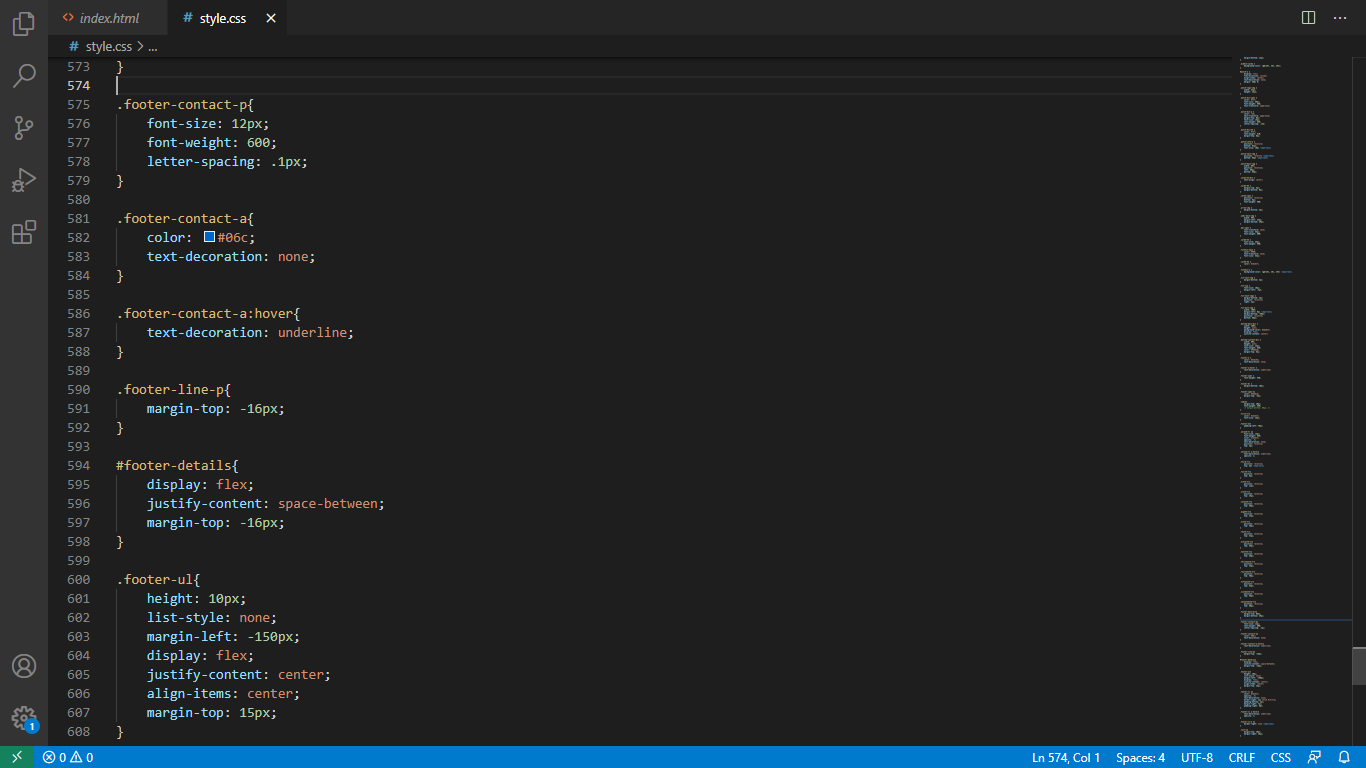 index.html
style.css
style.css > ...
573 }
574
575 .footer-contact-p{
576     font-size: 12px;
577     font-weight: 600;
578     letter-spacing: .1px;
579 }
580
581 .footer-contact-a{
582     color: #06c;
583     text-decoration: none;
584 }
585
586 .footer-contact-a:hover{
587     text-decoration: underline;
588 }
589
590 .footer-line-p{
591     margin-top: -16px;
592 }
593
594 #footer-details{
595     display: flex;
596     justify-content: space-between;
597     margin-top: -16px;
598 }
599
600 .footer-ul{
601     height: 10px;
602     list-style: none;
603     margin-left: -150px;
604     display: flex;
605     justify-content: center;
606     align-items: center;
607     margin-top: 15px;
608 }
1
0 0 Ln 574, Col 1 Spaces: 4 UTF-8 CRLF CSS